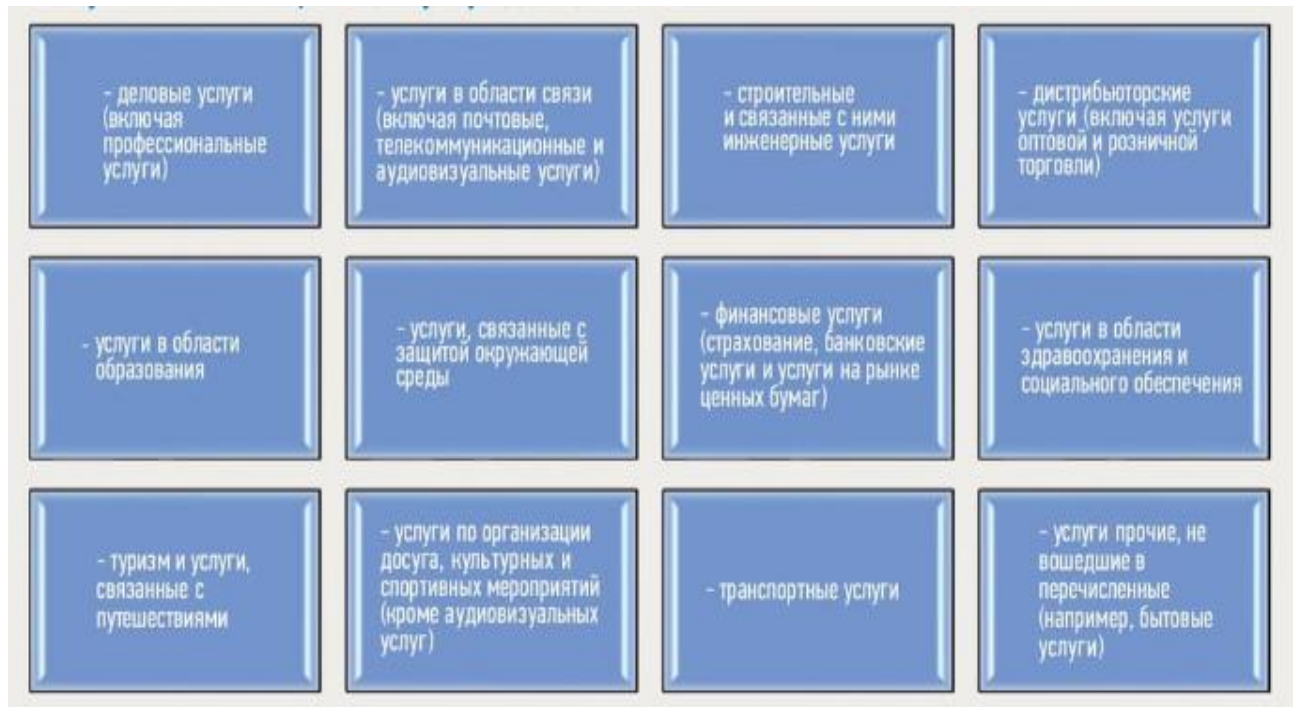 - деловые услуги
(включая
профессиональные
услуги)
- услуги в области связи
(включая почтовые,
телекоммуникационные и
аудиовизуальные услуги)
- строительные
и связанные с ними
инженерные услуги
- дистрибьюторские
услуги (включая услуги
оптовой и розничной
торговли)
- услуги в области
образования
- услуги, связанные с
защитой окружающей
среды
- финансовые услуги
(страхование, банковские
услуги и услуги на рынке
ценных бумаг)
- услуги в области
здравоохранения и
социального обеспечения
- туризм и услуги,
связанные с
путешествиями
- услуги по организации
досуга, культурных и
спортивных мероприятий
(кроме аудиовизуальных
услуг)
- транспортные услуги
- услуги прочие, не
вошедшие в
перечисленные
(например, бытовые
услуги)